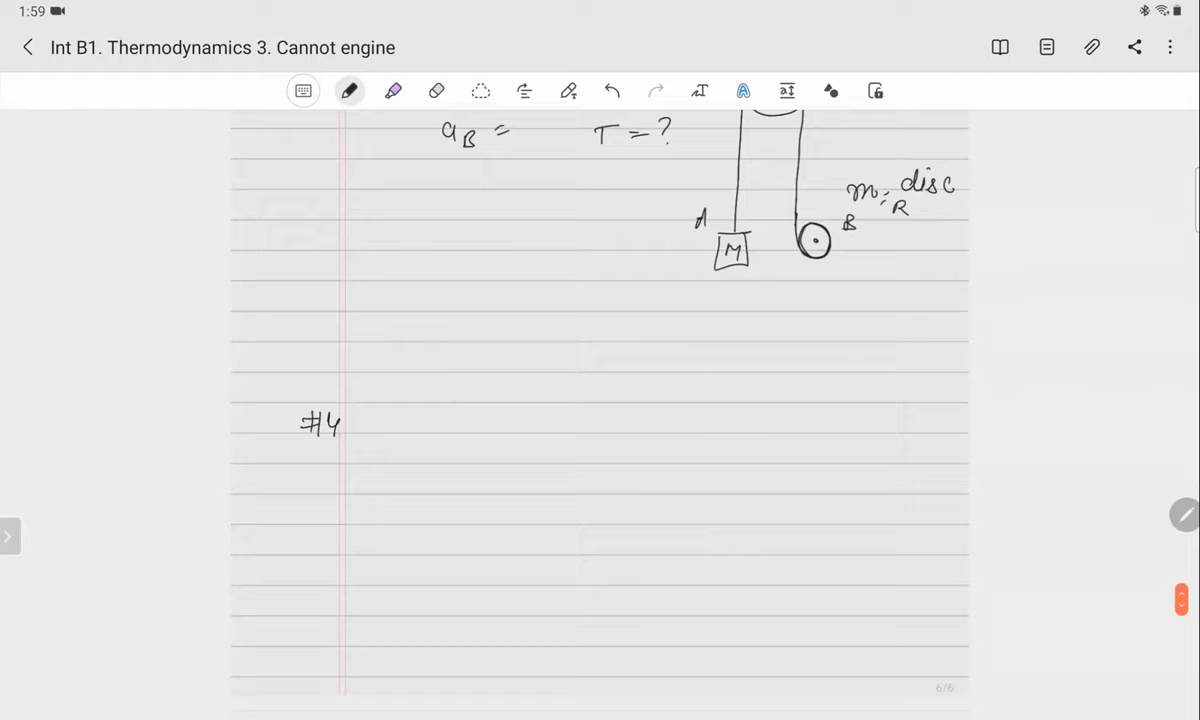 1:59
Int B1. Thermodynamics 3. Cannot engine
a_B = T = ?
m, R disc
A
B
M
#4
6/6